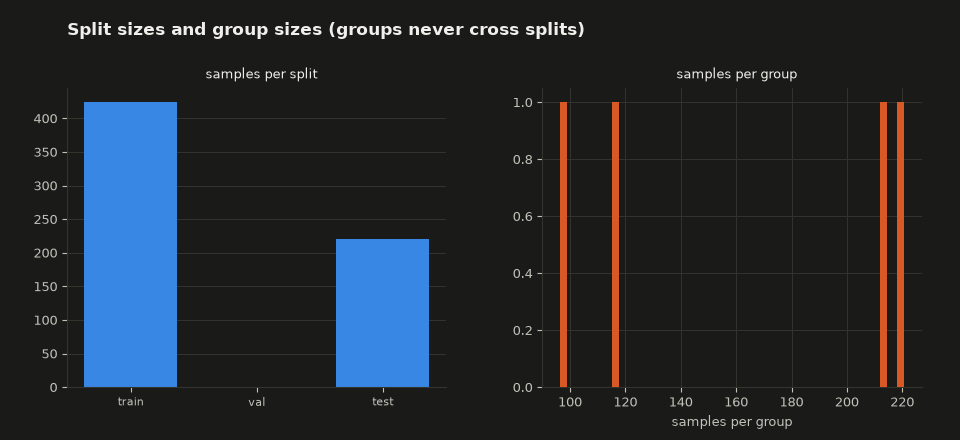 Split sizes and group sizes (groups never cross splits)
samples per split
400
350
300
250
200
150
100
50
0
train val test
samples per group
1.0
0.8
0.6
0.4
0.2
0.0
100 120 140 160 180 200 220
samples per group